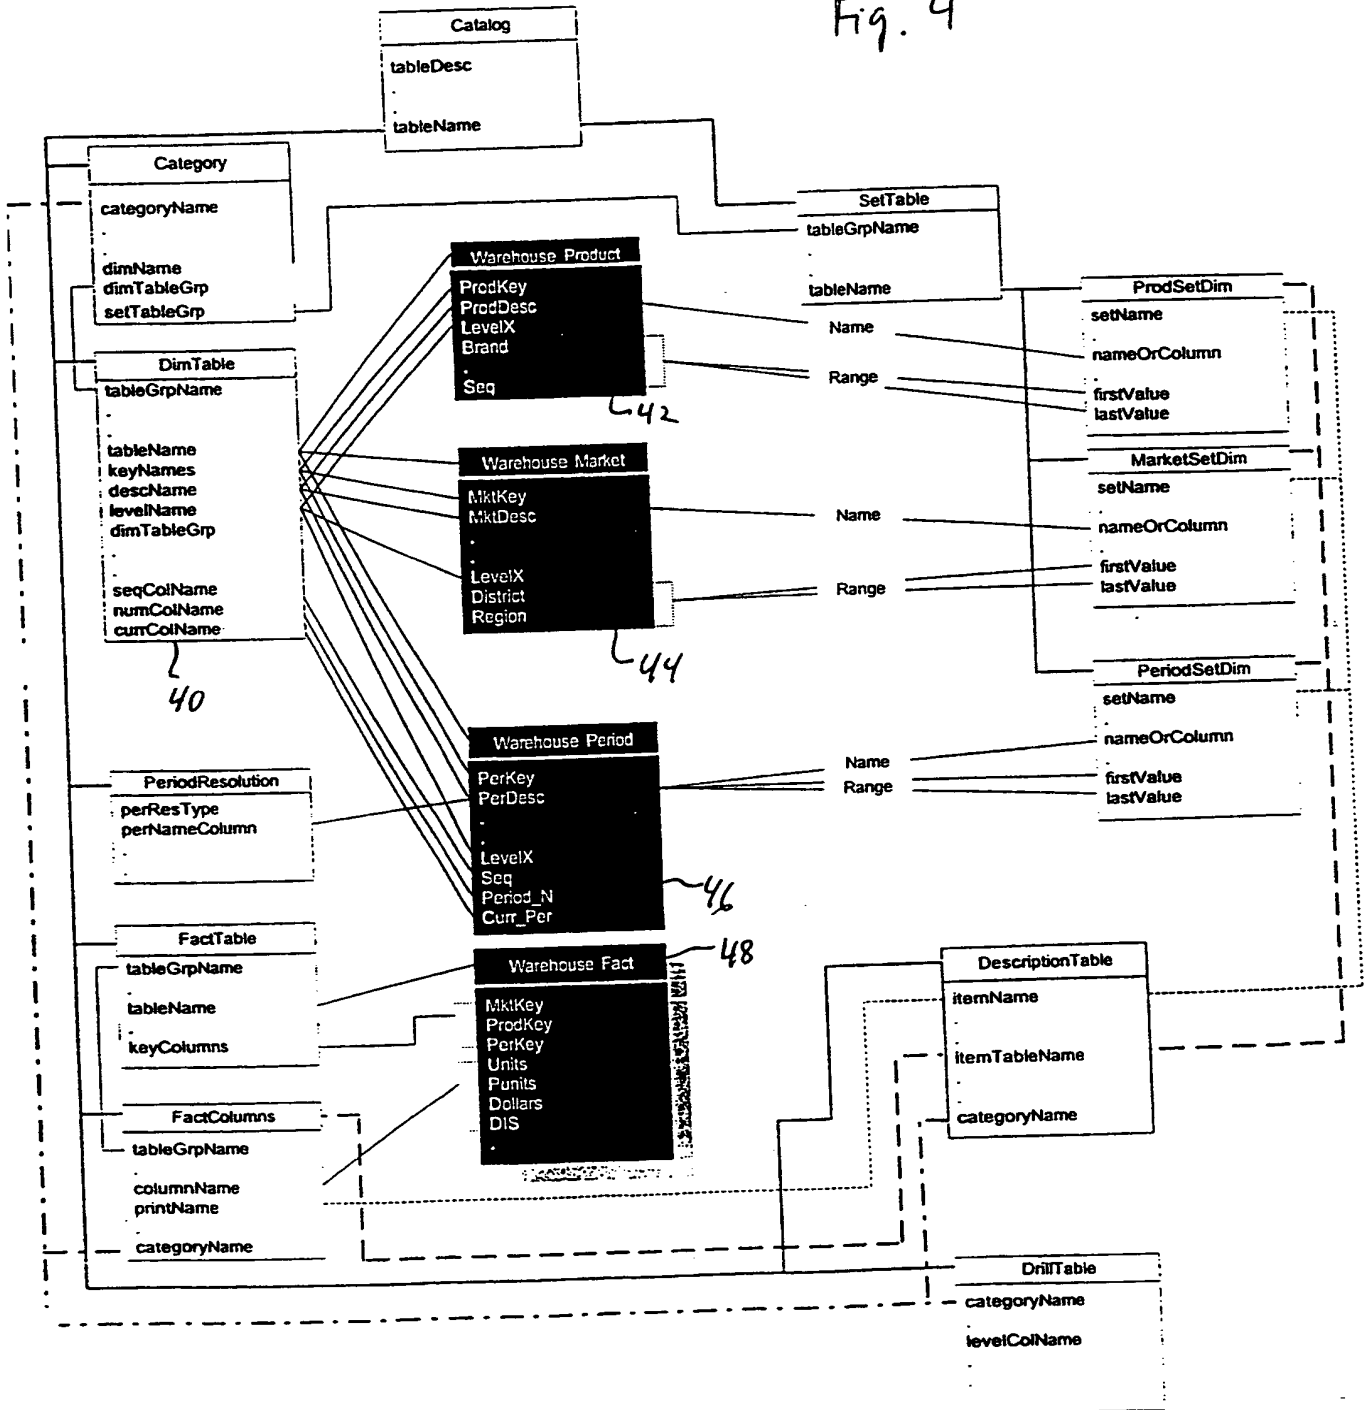 Fig. 4
Catalog
tableDesc
.
.
tableName
Category
categoryName
.
.
dimName
dimTableGrp
setTableGrp
DimTable
tableGrpName
.
.
tableName
keyNames
descName
levelName
dimTableGrp
.
.
seqColName
numColName
currColName
40
PeriodResolution
perResType
perNameColumn
.
.
FactTable
tableGrpName
.
tableName
.
keyColumns
FactColumns
tableGrpName
.
columnName
printName
.
categoryName
Warehouse Product
ProdKey
ProdDesc
LevelX
Brand
.
Seq
42
Warehouse Market
MktKey
MktDesc
.
.
LevelX
District
Region
44
Warehouse Period
PerKey
PerDesc
.
.
LevelX
Seq
Period_N
Curr_Per
46
Warehouse Fact
48
MktKey
ProdKey
PerKey
Units
Punits
Dollars
DIS
.
Name
Range
Name
Range
Name
Range
SetTable
tableGrpName
.
.
tableName
ProdSetDim
setName
.
nameOrColumn
.
firstValue
lastValue
MarketSetDim
setName
.
nameOrColumn
.
firstValue
lastValue
PeriodSetDim
setName
.
nameOrColumn
.
firstValue
lastValue
DescriptionTable
itemName
.
.
itemTableName
.
.
categoryName
DrillTable
categoryName
.
levelColName
.
.